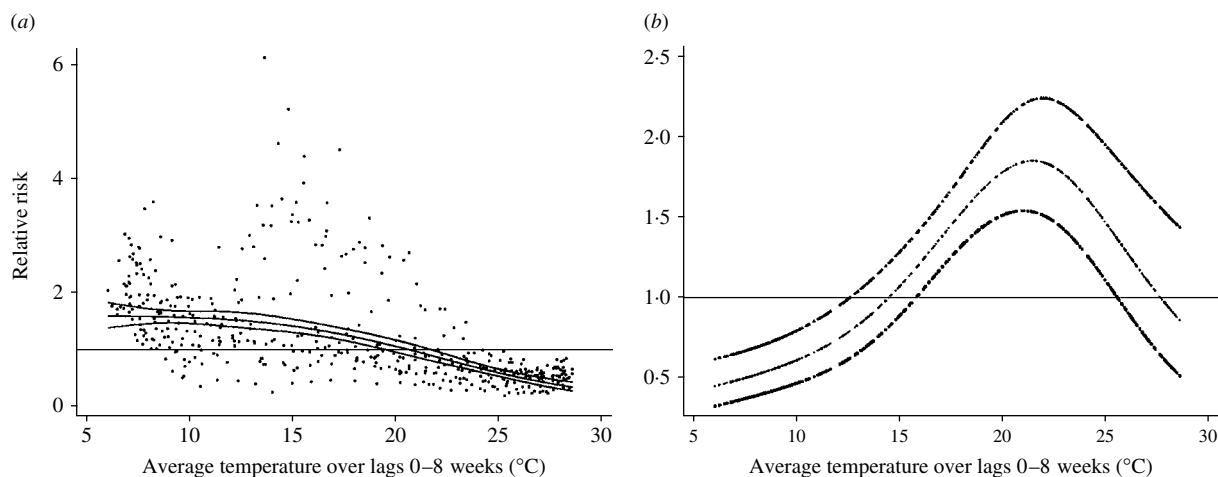 (a)
6
4
2
0
Relative risk
5 10 15 20 25 30
Average temperature over lags 0–8 weeks (°C)
(b)
2·5
2·0
1·5
1·0
0·5
5 10 15 20 25 30
Average temperature over lags 0–8 weeks (°C)